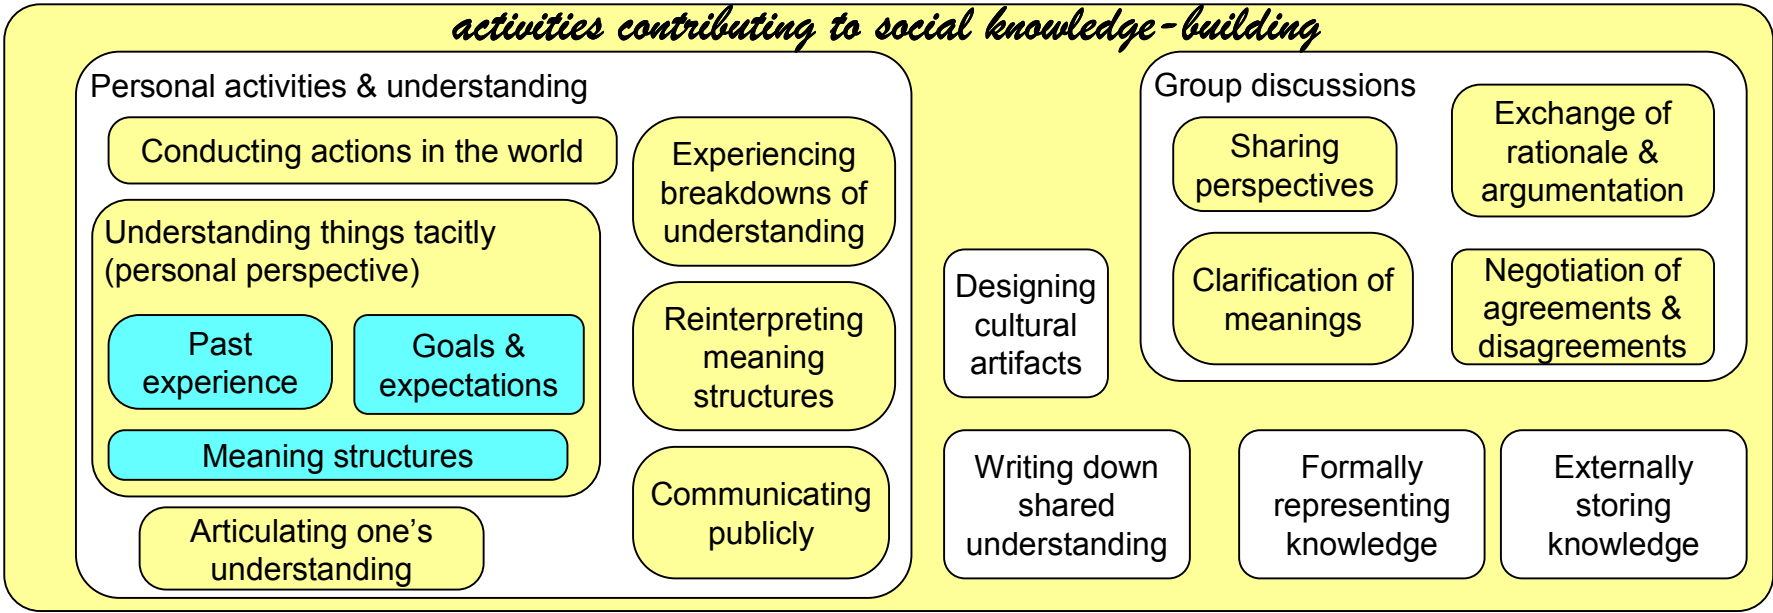 activities contributing to social knowledge-building
Personal activities & understanding
Conducting actions in the world
Understanding things tacitly
(personal perspective)
Past
experience
Goals &
expectations
Meaning structures
Articulating one’s
understanding
Experiencing
breakdowns of
understanding
Reinterpreting
meaning
structures
Communicating
publicly
Designing
cultural
artifacts
Group discussions
Sharing
perspectives
Exchange of
rationale &
argumentation
Clarification of
meanings
Negotiation of
agreements &
disagreements
Writing down
shared
understanding
Formally
representing
knowledge
Externally
storing
knowledge